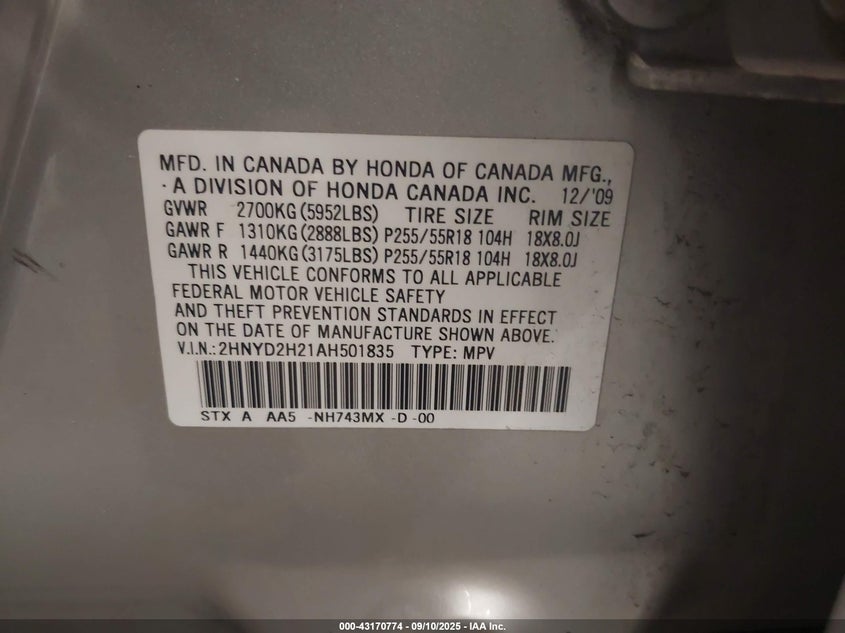 MFD. IN CANADA BY HONDA OF CANADA MFG.,
A DIVISION OF HONDA CANADA INC. 12/'09
GVWR 2700KG (5952LBS) TIRE SIZE RIM SIZE
GAWR F 1310KG (2888LBS) P255/55R18 104H 18X8.0J
GAWR R 1440KG (3175LBS) P255/55R18 104H 18X8.0J
THIS VEHICLE CONFORMS TO ALL APPLICABLE
FEDERAL MOTOR VEHICLE SAFETY
AND THEFT PREVENTION STANDARDS IN EFFECT
ON THE DATE OF MANUFACTURE SHOWN ABOVE.
V.I.N.: 2HNYD2H21AH501835 TYPE: MPV
STX A AA5 -NH743MX -D -00
000-43170774 - 09/10/2025 - IAA Inc.